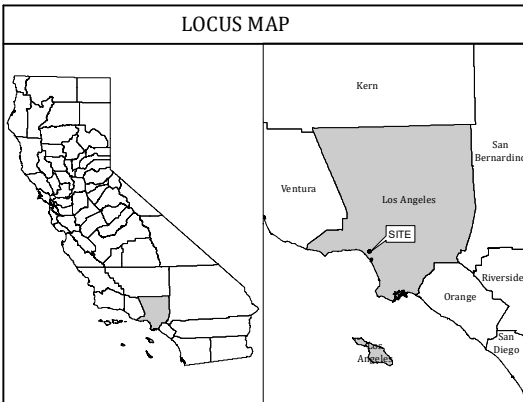 LOCUS MAP
Kern
San
Bernardino
Ventura
Los Angeles
SITE
Riverside
Orange
San
Diego
Los
Angeles